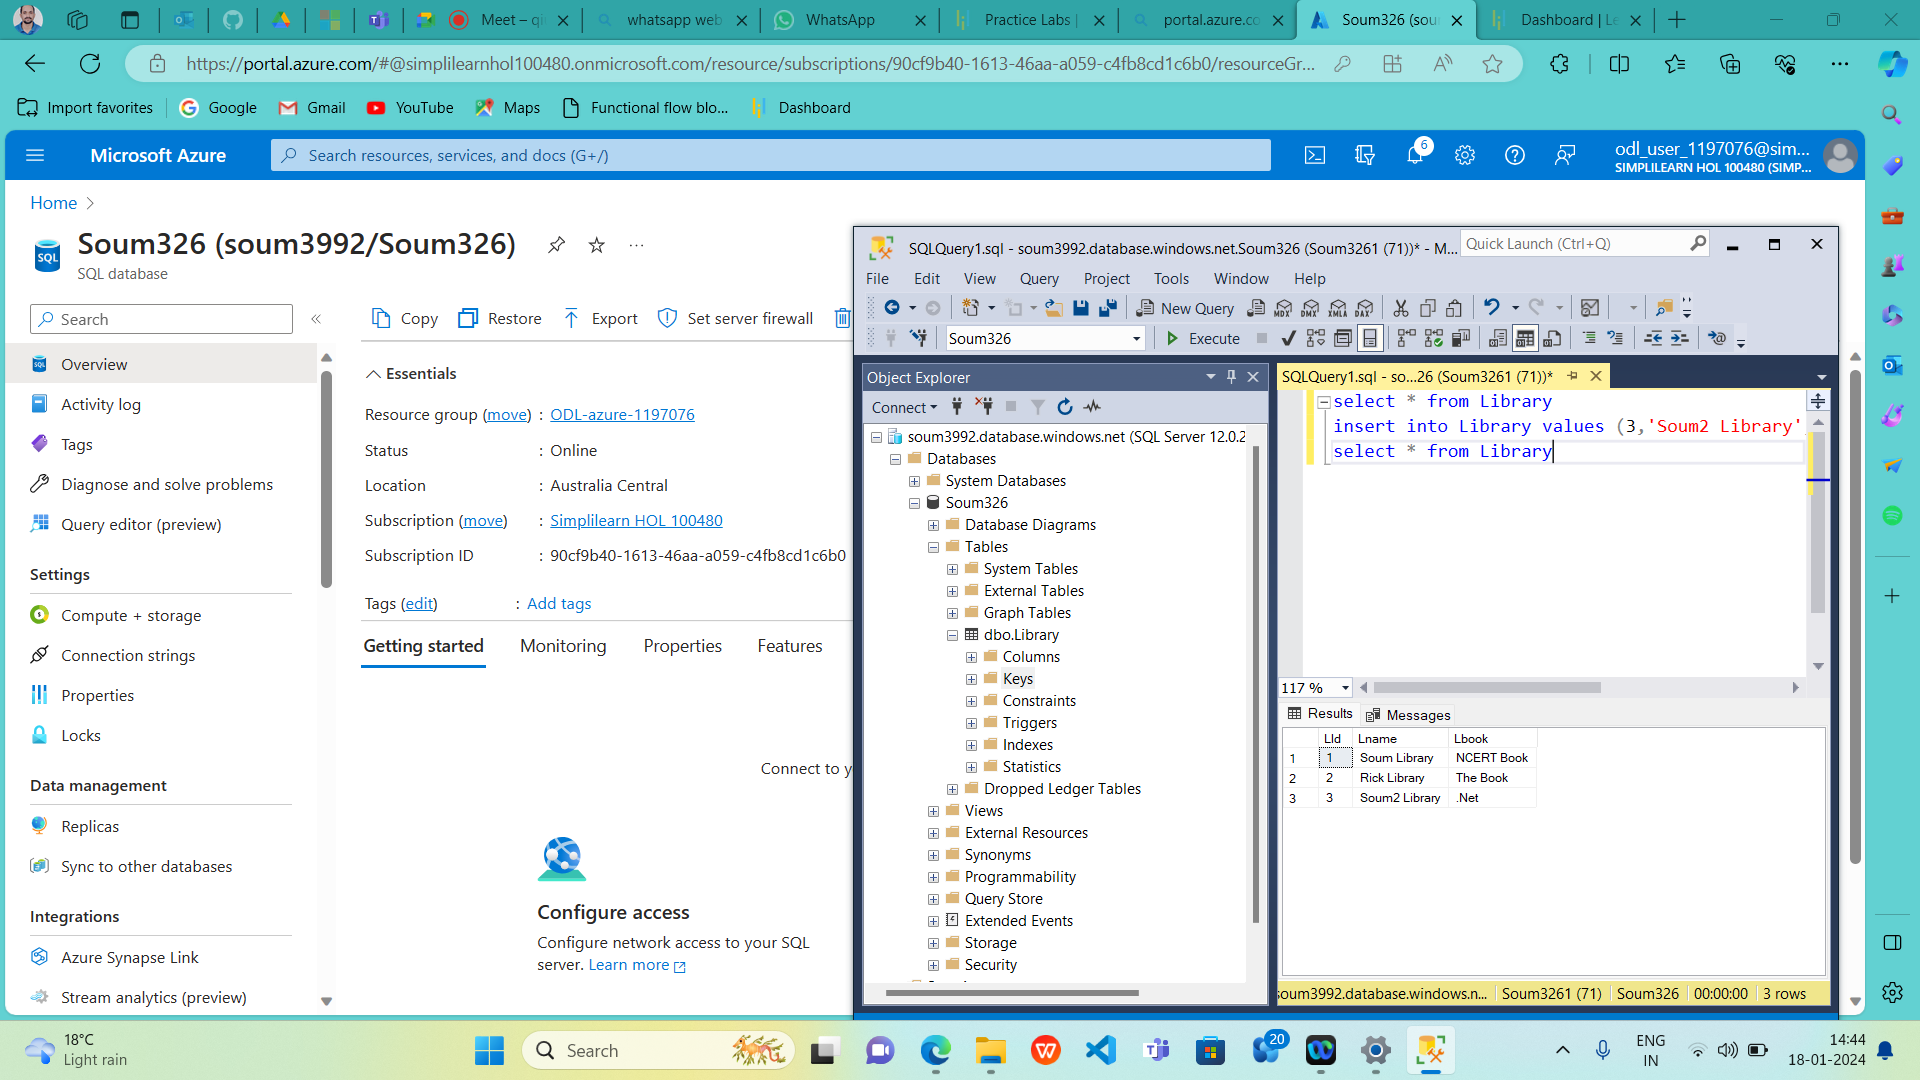 Meet – qi
whatsapp web
WhatsApp
Practice Labs |
portal.azure.co
Soum326 (soum
Dashboard | Le
https://portal.azure.com/#@simplilearnhol100480.onmicrosoft.com/resource/subscriptions/90cf9b40-1613-46aa-a059-c4fb8cd1c6b0/resourceGr...
Import favorites
Google
Gmail
YouTube
Maps
Functional flow blo...
Dashboard
Microsoft Azure
Search resources, services, and docs (G+/)
6
odl_user_1197076@sim...
SIMPLILEARN HOL 100480 (SIMP...
Home
Soum326 (soum3992/Soum326)
SQL database
Search
Copy
Restore
Export
Set server firewall
Overview
Activity log
Tags
Diagnose and solve problems
Query editor (preview)
Settings
Compute + storage
Connection strings
Properties
Locks
Data management
Replicas
Sync to other databases
Integrations
Azure Synapse Link
Stream analytics (preview)
Essentials
Resource group (move) : ODL-azure-1197076
Status : Online
Location : Australia Central
Subscription (move) : Simplilearn HOL 100480
Subscription ID : 90cf9b40-1613-46aa-a059-c4fb8cd1c6b0
Tags (edit) : Add tags
Getting started Monitoring Properties Features
Connect to y
Configure access
Configure network access to your SQL
server. Learn more
SQLQuery1.sql - soum3992.database.windows.net.Soum326 (Soum3261 (71))* - M...
Quick Launch (Ctrl+Q)
File Edit View Query Project Tools Window Help
New Query
MDX DMX XMLA DAX
Soum326
Execute
Object Explorer
Connect
soum3992.database.windows.net (SQL Server 12.0.2
Databases
System Databases
Soum326
Database Diagrams
Tables
System Tables
External Tables
Graph Tables
dbo.Library
Columns
Keys
Constraints
Triggers
Indexes
Statistics
Dropped Ledger Tables
Views
External Resources
Synonyms
Programmability
Query Store
Extended Events
Storage
Security
SQLQuery1.sql - so...26 (Soum3261 (71))*
select * from Library
insert into Library values (3,'Soum2 Library'
select * from Library
117 %
Results Messages
LId Lname Lbook
1 1 Soum Library NCERT Book
2 2 Rick Library The Book
3 3 Soum2 Library .Net
soum3992.database.windows.n... Soum3261 (71) Soum326 00:00:00 3 rows
18°C
Light rain
Search
20
ENG
IN
14:44
18-01-2024